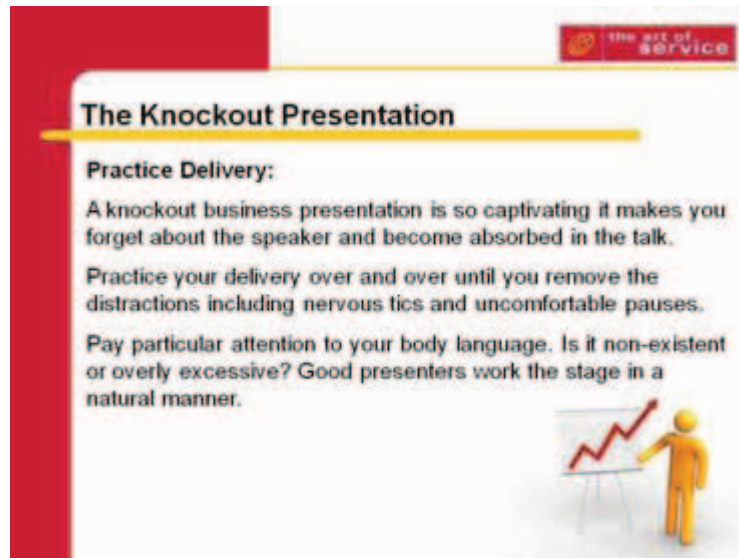 the art of
service
The Knockout Presentation
Practice Delivery:
A knockout business presentation is so captivating it makes you
forget about the speaker and become absorbed in the talk.
Practice your delivery over and over until you remove the
distractions including nervous tics and uncomfortable pauses.
Pay particular attention to your body language. Is it non-existent
or overly excessive? Good presenters work the stage in a
natural manner.